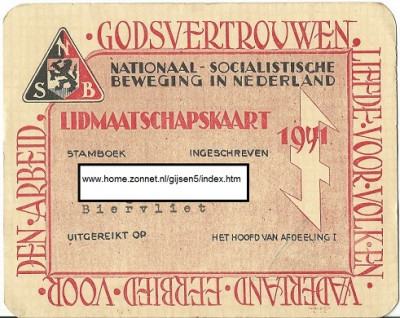 GODSVERTROUWEN
LIEFDE·VOOR·VOLK·EN
VADERLAND·EERBIED·VOOR
DEN·ARBEID
N
S B
NATIONAAL-SOCIALISTISCHE
BEWEGING IN NEDERLAND
LIDMAATSCHAPSKAART 1941
STAMBOEK INGESCHREVEN
www.home.zonnet.nl/gijsen5/index.htm
Biervliet
UITGEREIKT OP HET HOOFD VAN AFDEELING I